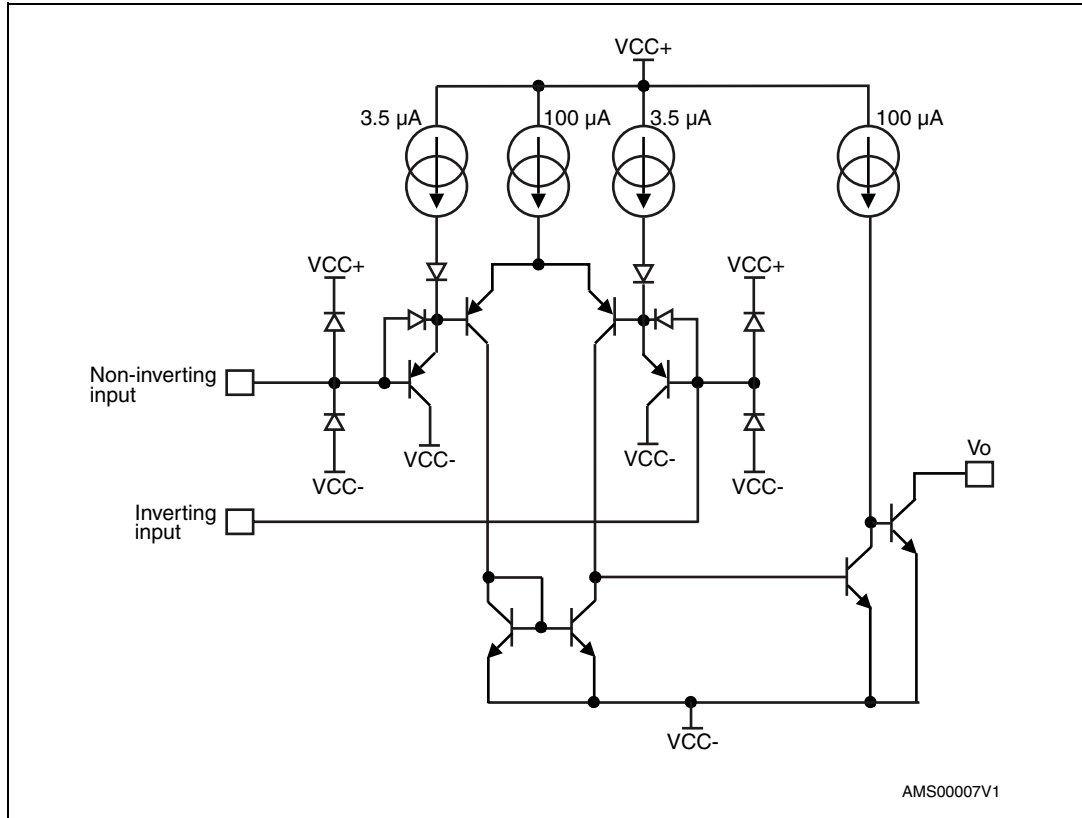 VCC+
3.5 µA
100 µA
3.5 µA
100 µA
VCC+
VCC+
Non-inverting
input
VCC-
VCC-
VCC-
VCC-
Vo
Inverting
input
VCC-
AMS00007V1